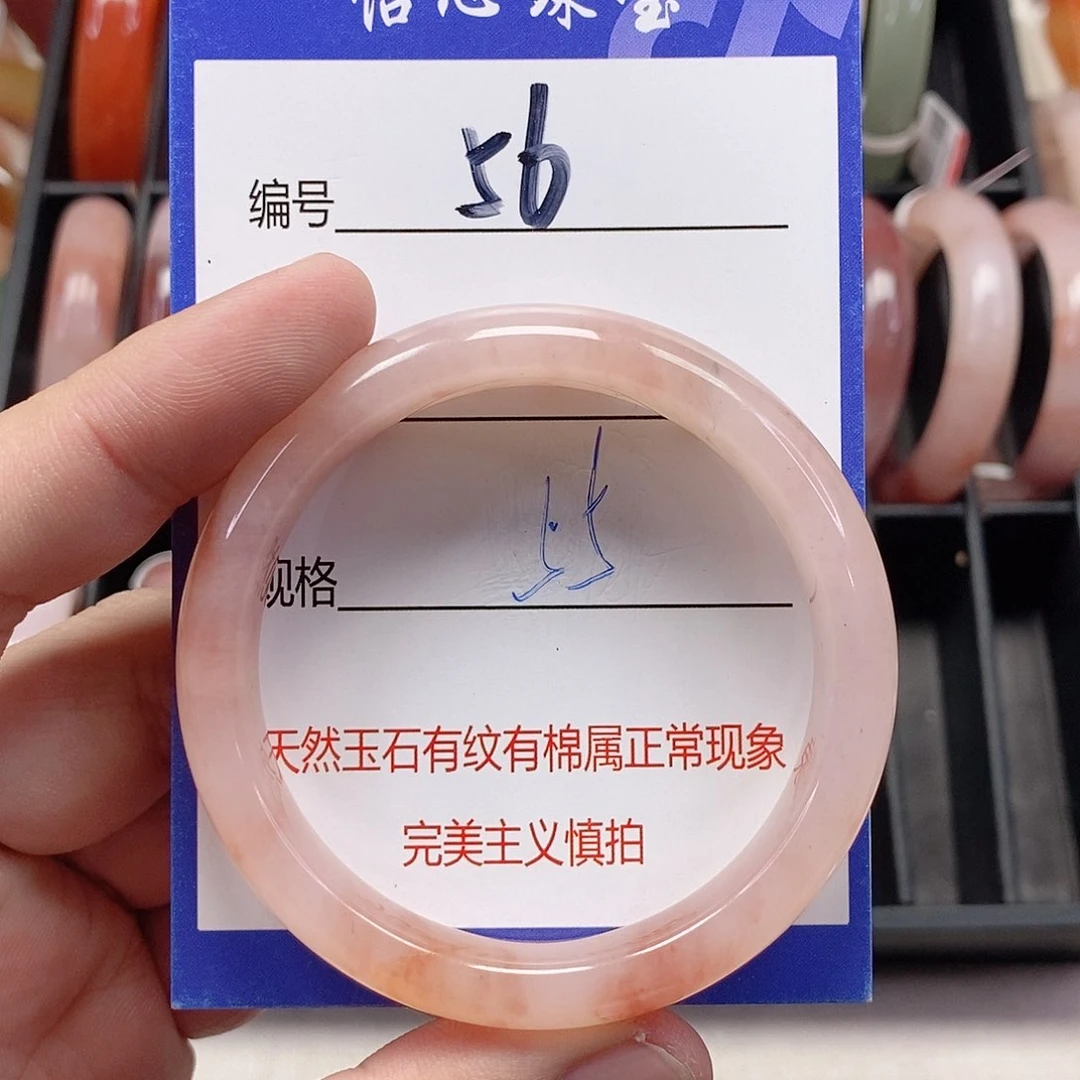 编号 56
规格 55
天然玉石有纹有棉属正常现象
完美主义慎拍